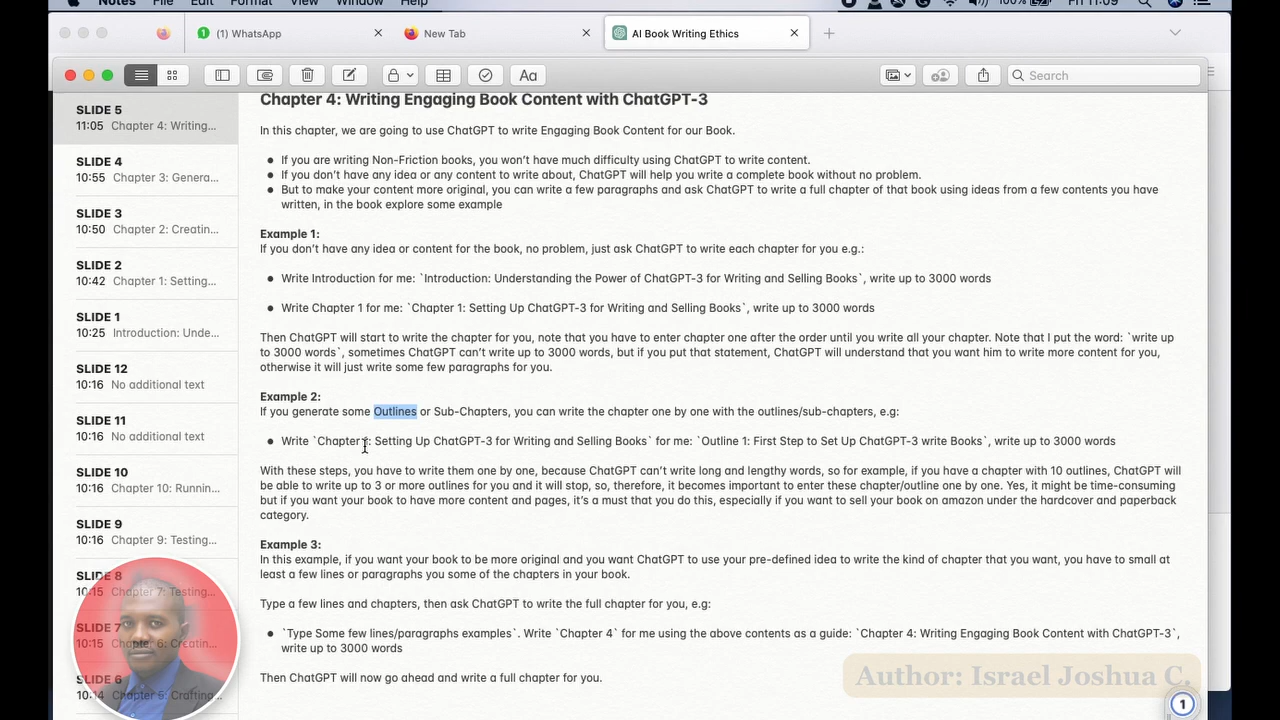 Notes File Edit Format View Window Help 100% Fri 11:09
(1) WhatsApp New Tab AI Book Writing Ethics
Aa Search
SLIDE 5
11:05 Chapter 4: Writing...
SLIDE 4
10:55 Chapter 3: Genera...
SLIDE 3
10:50 Chapter 2: Creatin...
SLIDE 2
10:42 Chapter 1: Setting...
SLIDE 1
10:25 Introduction: Unde...
SLIDE 12
10:16 No additional text
SLIDE 11
10:16 No additional text
SLIDE 10
10:16 Chapter 10: Runnin...
SLIDE 9
10:16 Chapter 9: Testing...
SLIDE 8
10:15 Chapter 7: Testing...
SLIDE 7
10:15 Chapter 6: Creatin...
SLIDE 6
10:14 Chapter 5: Crafting...
Chapter 4: Writing Engaging Book Content with ChatGPT-3
In this chapter, we are going to use ChatGPT to write Engaging Book Content for our Book.
● If you are writing Non-Friction books, you won't have much difficulty using ChatGPT to write content.
● If you don't have any idea or any content to write about, ChatGPT will help you write a complete book without no problem.
● But to make your content more original, you can write a few paragraphs and ask ChatGPT to write a full chapter of that book using ideas from a few contents you have
written, in the book explore some example
Example 1:
If you don't have any idea or content for the book, no problem, just ask ChatGPT to write each chapter for you e.g.:
● Write Introduction for me: `Introduction: Understanding the Power of ChatGPT-3 for Writing and Selling Books`, write up to 3000 words
● Write Chapter 1 for me: `Chapter 1: Setting Up ChatGPT-3 for Writing and Selling Books`, write up to 3000 words
Then ChatGPT will start to write the chapter for you, note that you have to enter chapter one after the order until you write all your chapter. Note that I put the word: `write up
to 3000 words`, sometimes ChatGPT can't write up to 3000 words, but if you put that statement, ChatGPT will understand that you want him to write more content for you,
otherwise it will just write some few paragraphs for you.
Example 2:
If you generate some Outlines or Sub-Chapters, you can write the chapter one by one with the outlines/sub-chapters, e.g:
● Write `Chapter : Setting Up ChatGPT-3 for Writing and Selling Books` for me: `Outline 1: First Step to Set Up ChatGPT-3 write Books`, write up to 3000 words
With these steps, you have to write them one by one, because ChatGPT can't write long and lengthy words, so for example, if you have a chapter with 10 outlines, ChatGPT will
be able to write up to 3 or more outlines for you and it will stop, so, therefore, it becomes important to enter these chapter/outline one by one. Yes, it might be time-consuming
but if you want your book to have more content and pages, it's a must that you do this, especially if you want to sell your book on amazon under the hardcover and paperback
category.
Example 3:
In this example, if you want your book to be more original and you want ChatGPT to use your pre-defined idea to write the kind of chapter that you want, you have to small at
least a few lines or paragraphs you some of the chapters in your book.
Type a few lines and chapters, then ask ChatGPT to write the full chapter for you, e.g:
● `Type Some few lines/paragraphs examples`. Write `Chapter 4` for me using the above contents as a guide: `Chapter 4: Writing Engaging Book Content with ChatGPT-3`,
write up to 3000 words
Then ChatGPT will now go ahead and write a full chapter for you.
Author: Israel Joshua C.
1